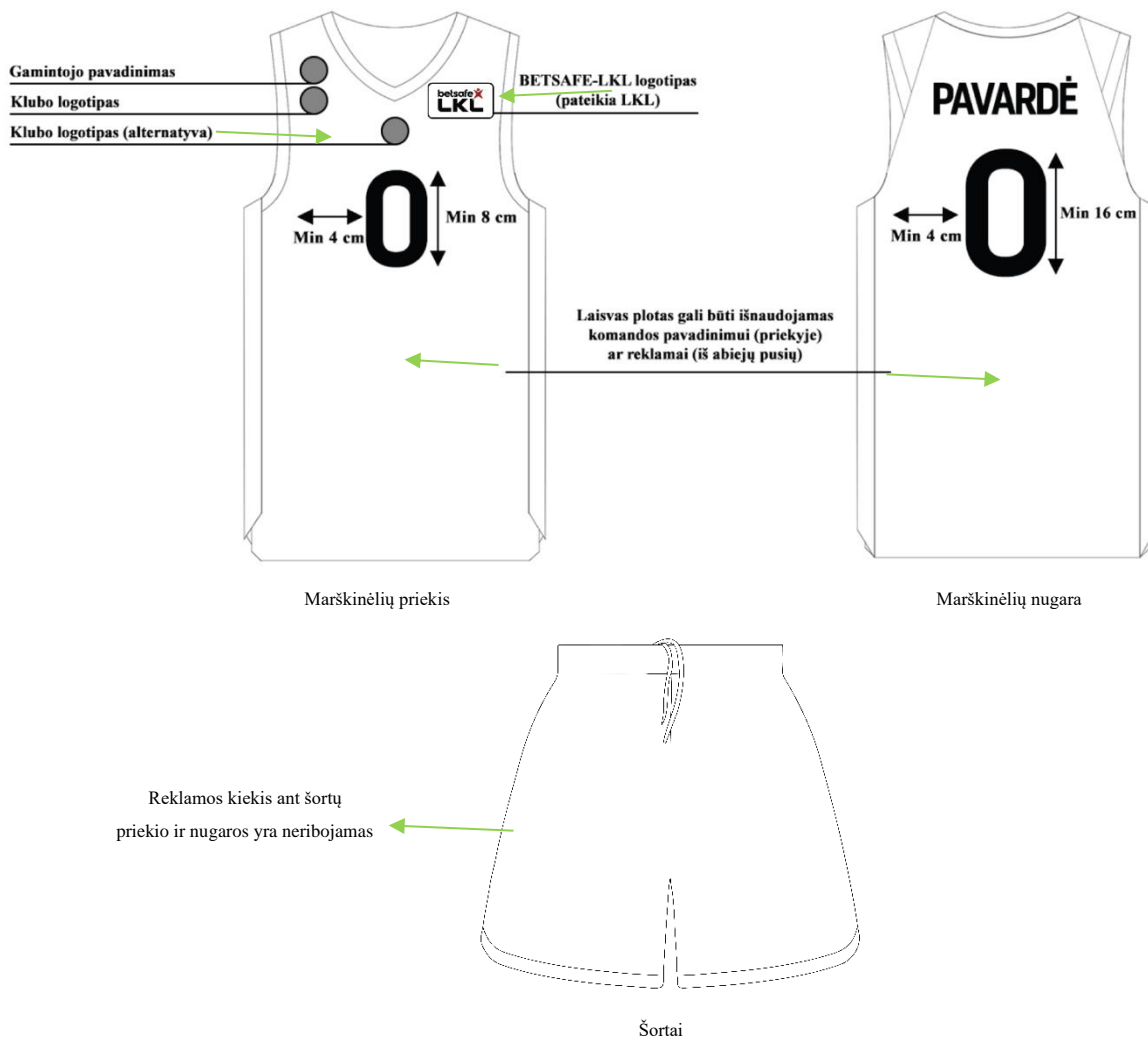 Gamintojo pavadinimas
Klubo logotipas
Klubo logotipas (alternatyva)
betsafe
LKL
BETSAFE-LKL logotipas
(pateikia LKL)
0
Min 4 cm
Min 8 cm
PAVARDĖ
0
Min 4 cm
Min 16 cm
Laisvas plotas gali būti išnaudojamas
komandos pavadinimui (priekyje)
ar reklamai (iš abiejų pusių)
Marškinėlių priekis
Marškinėlių nugara
Reklamos kiekis ant šortų
priekio ir nugaros yra neribojamas
Šortai